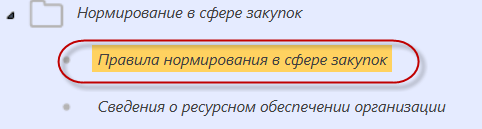 Нормирование в сфере закупок
Правила нормирования в сфере закупок
Сведения о ресурсном обеспечении организации